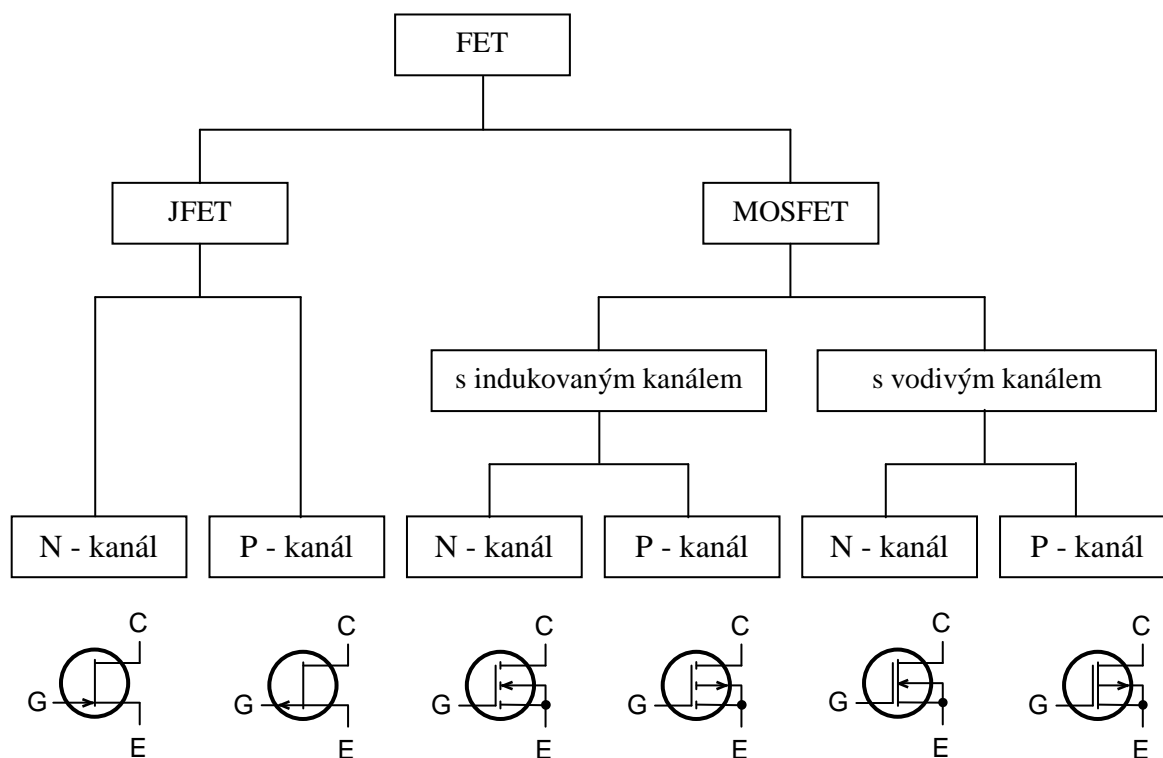 FET
JFET
MOSFET
s indukovaným kanálem
s vodivým kanálem
N - kanál
P - kanál
N - kanál
P - kanál
N - kanál
P - kanál
C
C
C
C
C
C
G
G
G
G
G
G
E
E
E
E
E
E